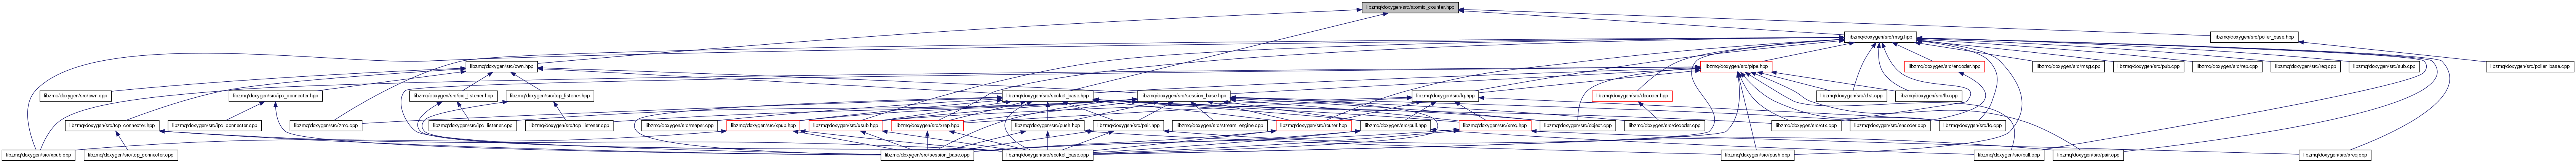 libzmq/doxygen/src/atomic_counter.hpp
libzmq/doxygen/src/msg.hpp
libzmq/doxygen/src/poller_base.hpp
libzmq/doxygen/src/own.hpp
libzmq/doxygen/src/pipe.hpp
libzmq/doxygen/src/encoder.hpp
libzmq/doxygen/src/msg.cpp
libzmq/doxygen/src/pub.cpp
libzmq/doxygen/src/rep.cpp
libzmq/doxygen/src/req.cpp
libzmq/doxygen/src/sub.cpp
libzmq/doxygen/src/poller_base.cpp
libzmq/doxygen/src/own.cpp
libzmq/doxygen/src/ipc_connecter.hpp
libzmq/doxygen/src/ipc_listener.hpp
libzmq/doxygen/src/tcp_listener.hpp
libzmq/doxygen/src/socket_base.hpp
libzmq/doxygen/src/session_base.hpp
libzmq/doxygen/src/fq.hpp
libzmq/doxygen/src/decoder.hpp
libzmq/doxygen/src/dist.cpp
libzmq/doxygen/src/lb.cpp
libzmq/doxygen/src/tcp_connecter.hpp
libzmq/doxygen/src/ipc_connecter.cpp
libzmq/doxygen/src/zmq.cpp
libzmq/doxygen/src/ipc_listener.cpp
libzmq/doxygen/src/tcp_listener.cpp
libzmq/doxygen/src/reaper.cpp
libzmq/doxygen/src/xpub.hpp
libzmq/doxygen/src/xsub.hpp
libzmq/doxygen/src/xrep.hpp
libzmq/doxygen/src/push.hpp
libzmq/doxygen/src/pair.hpp
libzmq/doxygen/src/stream_engine.cpp
libzmq/doxygen/src/router.hpp
libzmq/doxygen/src/pull.hpp
libzmq/doxygen/src/xreq.hpp
libzmq/doxygen/src/object.cpp
libzmq/doxygen/src/decoder.cpp
libzmq/doxygen/src/ctx.cpp
libzmq/doxygen/src/encoder.cpp
libzmq/doxygen/src/fq.cpp
libzmq/doxygen/src/xpub.cpp
libzmq/doxygen/src/tcp_connecter.cpp
libzmq/doxygen/src/session_base.cpp
libzmq/doxygen/src/socket_base.cpp
libzmq/doxygen/src/push.cpp
libzmq/doxygen/src/pull.cpp
libzmq/doxygen/src/pair.cpp
libzmq/doxygen/src/xreq.cpp